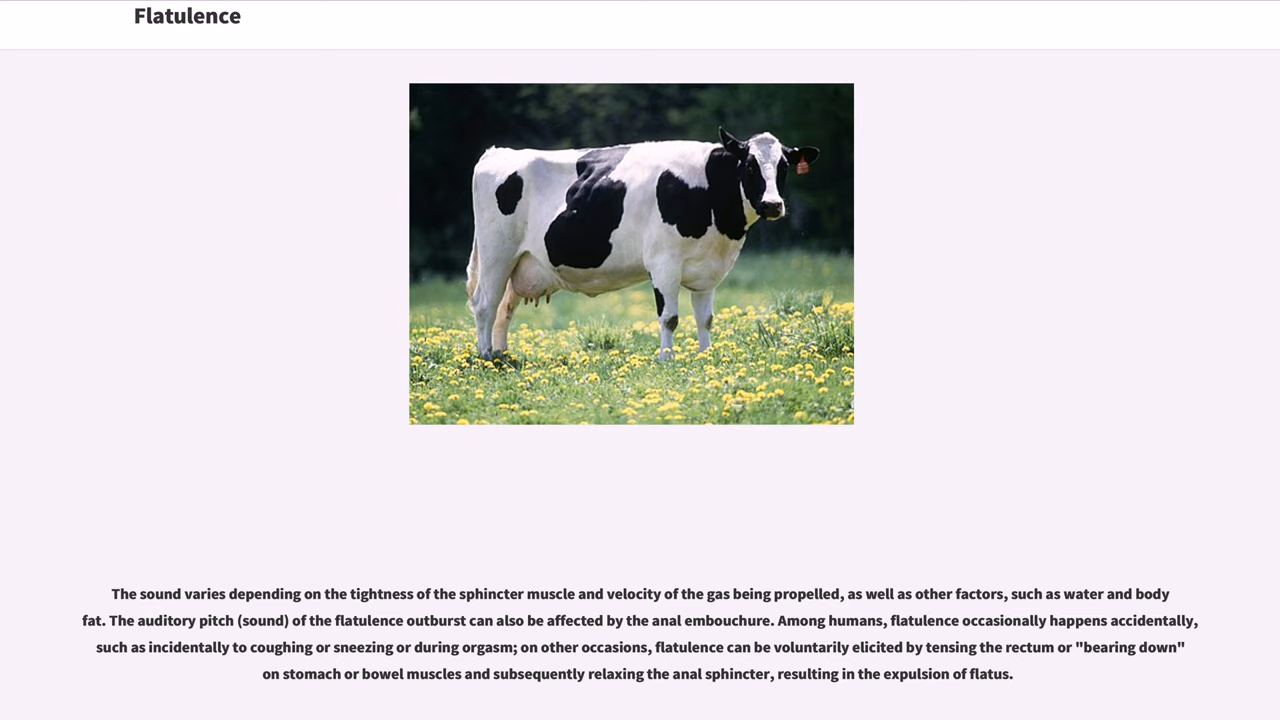 Flatulence
The sound varies depending on the tightness of the sphincter muscle and velocity of the gas being propelled, as well as other factors, such as water and body
fat. The auditory pitch (sound) of the flatulence outburst can also be affected by the anal embouchure. Among humans, flatulence occasionally happens accidentally,
such as incidentally to coughing or sneezing or during orgasm; on other occasions, flatulence can be voluntarily elicited by tensing the rectum or "bearing down"
on stomach or bowel muscles and subsequently relaxing the anal sphincter, resulting in the expulsion of flatus.